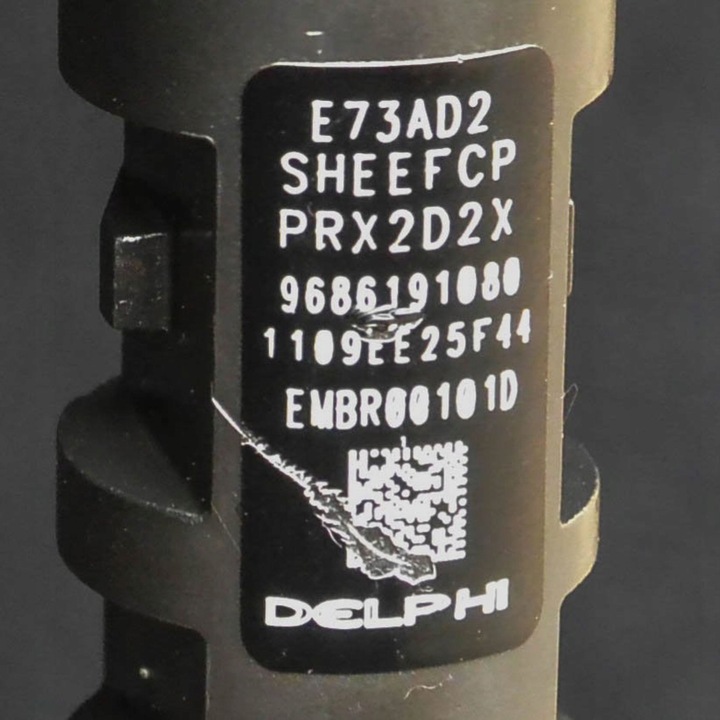 E73AD2
SHEEFCP
PRX2D2X
9686191080
1109EE25F44
EMBR00101D
DELPHI